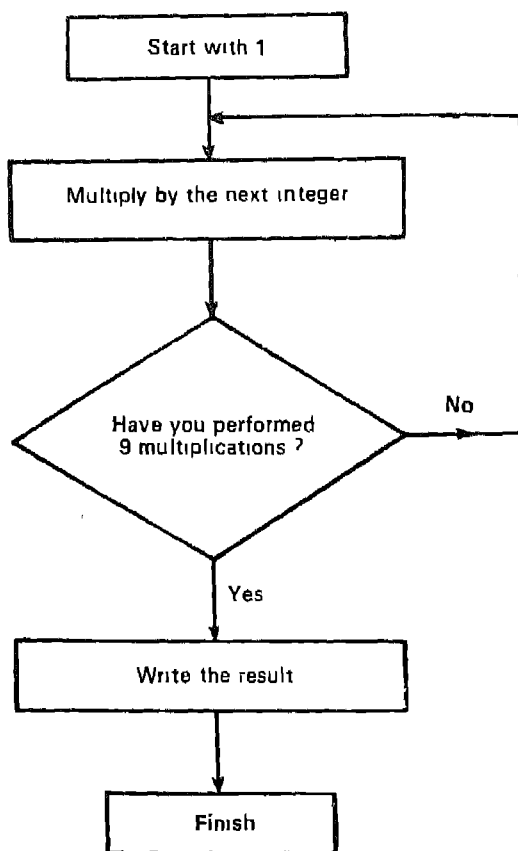 Start with 1
Multiply by the next integer
Have you performed
9 multiplications ?
No
Yes
Write the result
Finish